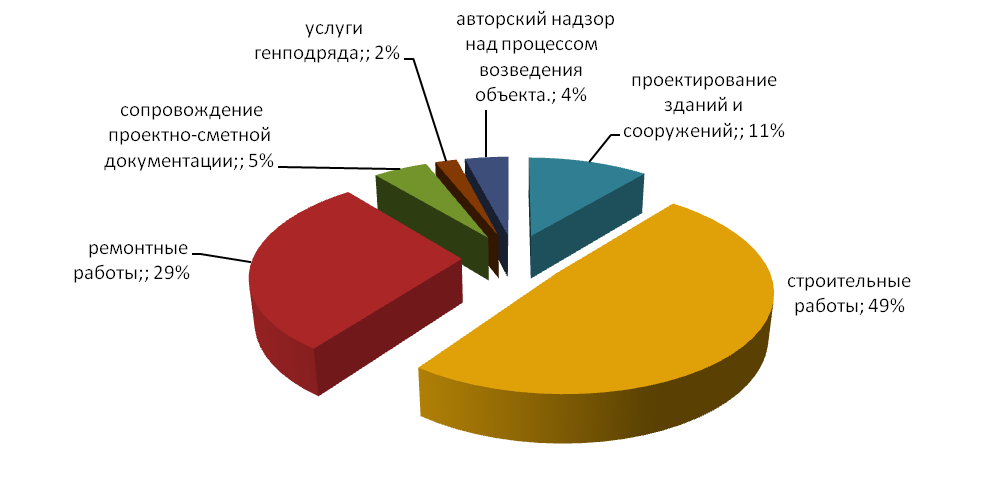 услуги
генподряда;; 2%
авторский надзор
над процессом
возведения
объекта.; 4%
проектирование
зданий и
сооружений;; 11%
сопровождение
проектно-сметной
документации;; 5%
ремонтные
работы;; 29%
строительные
работы; 49%